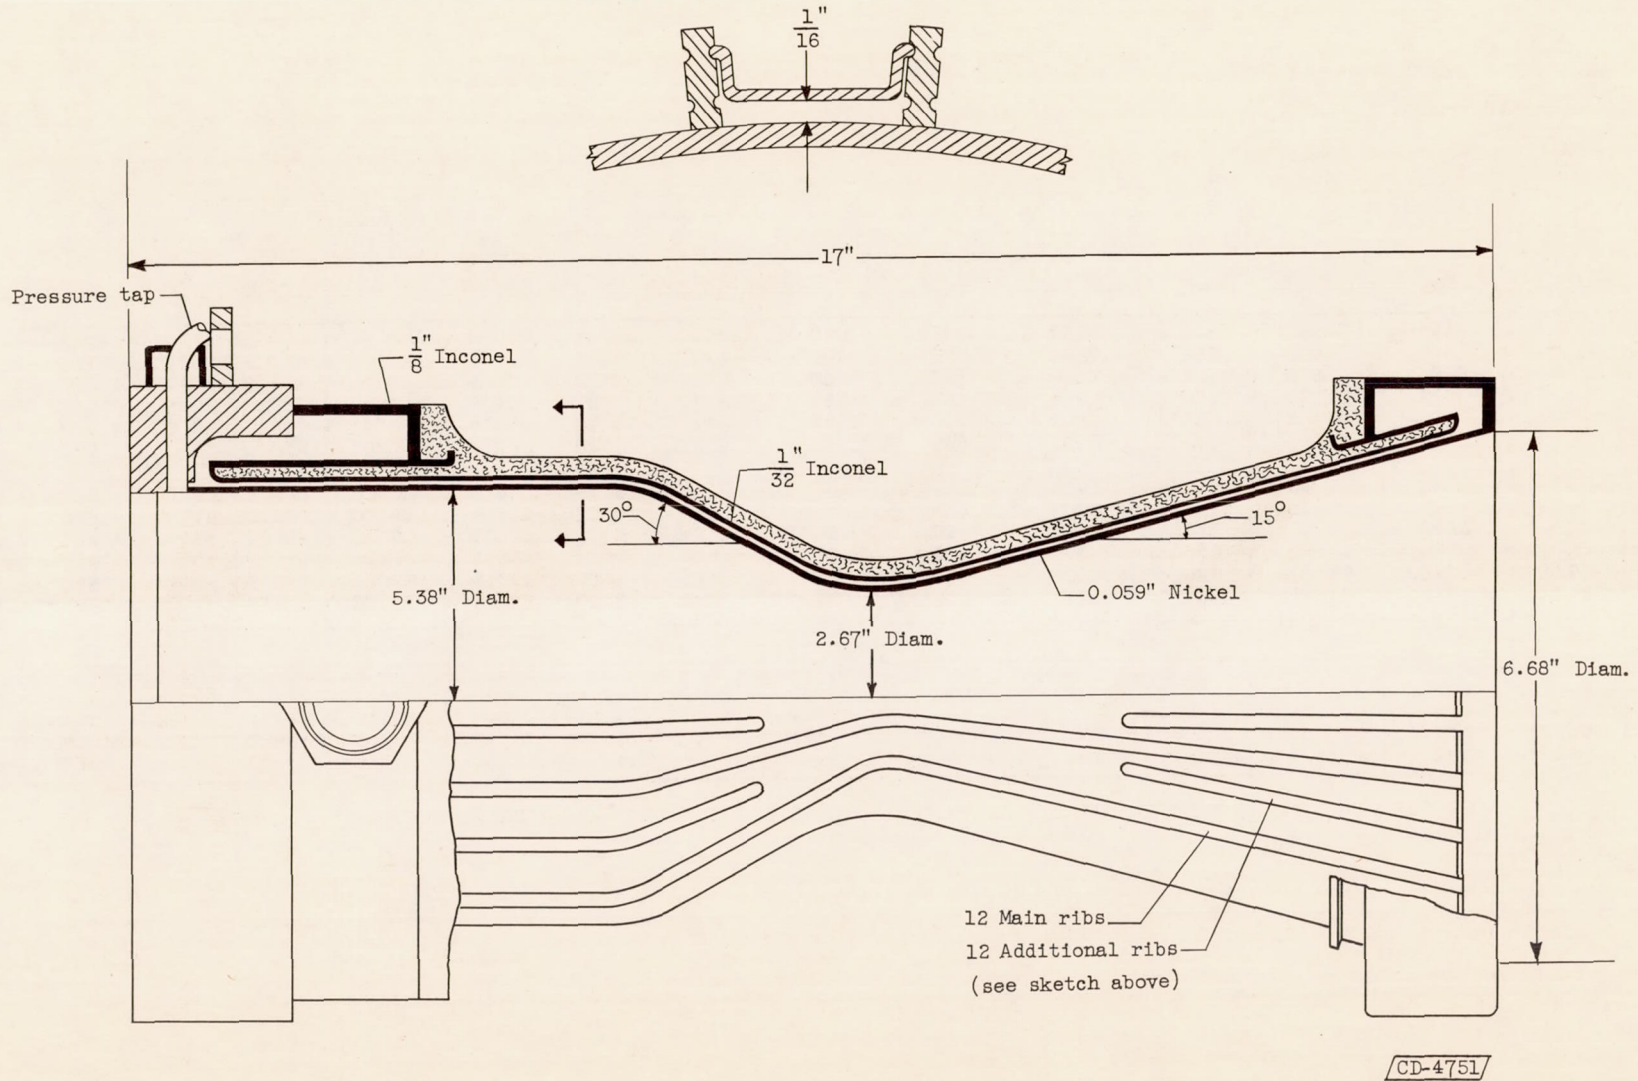 1/16"
17"
Pressure tap
1/8" Inconel
1/32" Inconel
30°
15°
5.38" Diam.
0.059" Nickel
2.67" Diam.
6.68" Diam.
12 Main ribs
12 Additional ribs
(see sketch above)
CD-4751